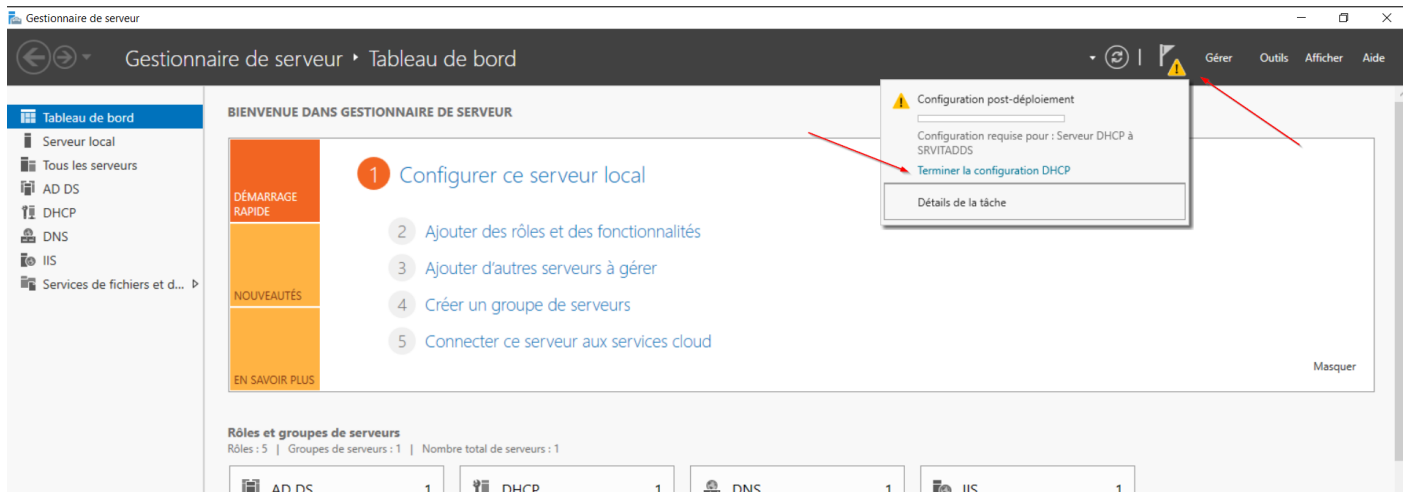 Gestionnaire de serveur
Gestionnaire de serveur ‣ Tableau de bord
Gérer Outils Afficher Aide
Tableau de bord
Serveur local
Tous les serveurs
AD DS
DHCP
DNS
IIS
Services de fichiers et d...
BIENVENUE DANS GESTIONNAIRE DE SERVEUR
DÉMARRAGE
RAPIDE
NOUVEAUTÉS
EN SAVOIR PLUS
1 Configurer ce serveur local
2 Ajouter des rôles et des fonctionnalités
3 Ajouter d'autres serveurs à gérer
4 Créer un groupe de serveurs
5 Connecter ce serveur aux services cloud
Configuration post-déploiement
Configuration requise pour : Serveur DHCP à
SRVITADDS
Terminer la configuration DHCP
Détails de la tâche
Masquer
Rôles et groupes de serveurs
Rôles : 5 | Groupes de serveurs : 1 | Nombre total de serveurs : 1
AD DS 1
DHCP 1
DNS 1
IIS 1